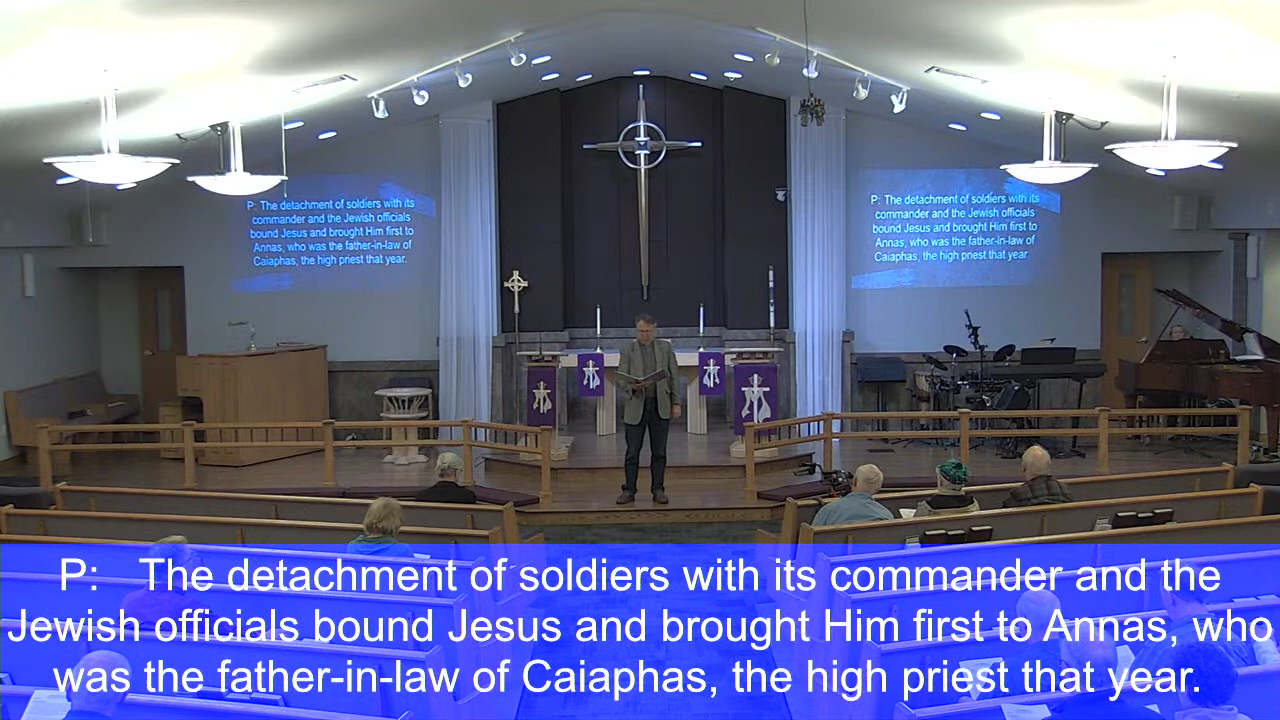 P: The detachment of soldiers with its
commander and the Jewish officials
bound Jesus and brought Him first to
Annas, who was the father-in-law of
Caiaphas, the high priest that year.
P: The detachment of soldiers with its
commander and the Jewish officials
bound Jesus and brought Him first to
Annas, who was the father-in-law of
Caiaphas, the high priest that year.
P: The detachment of soldiers with its commander and the
Jewish officials bound Jesus and brought Him first to Annas, who
was the father-in-law of Caiaphas, the high priest that year.